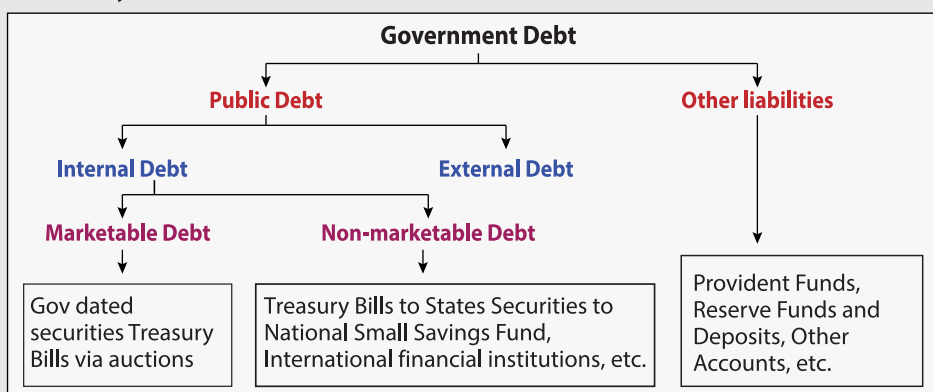 Government Debt
Public Debt
Other liabilities
Internal Debt
External Debt
Marketable Debt
Non-marketable Debt
Gov dated
securities Treasury
Bills via auctions
Treasury Bills to States Securities to
National Small Savings Fund,
International financial institutions, etc.
Provident Funds,
Reserve Funds and
Deposits, Other
Accounts, etc.